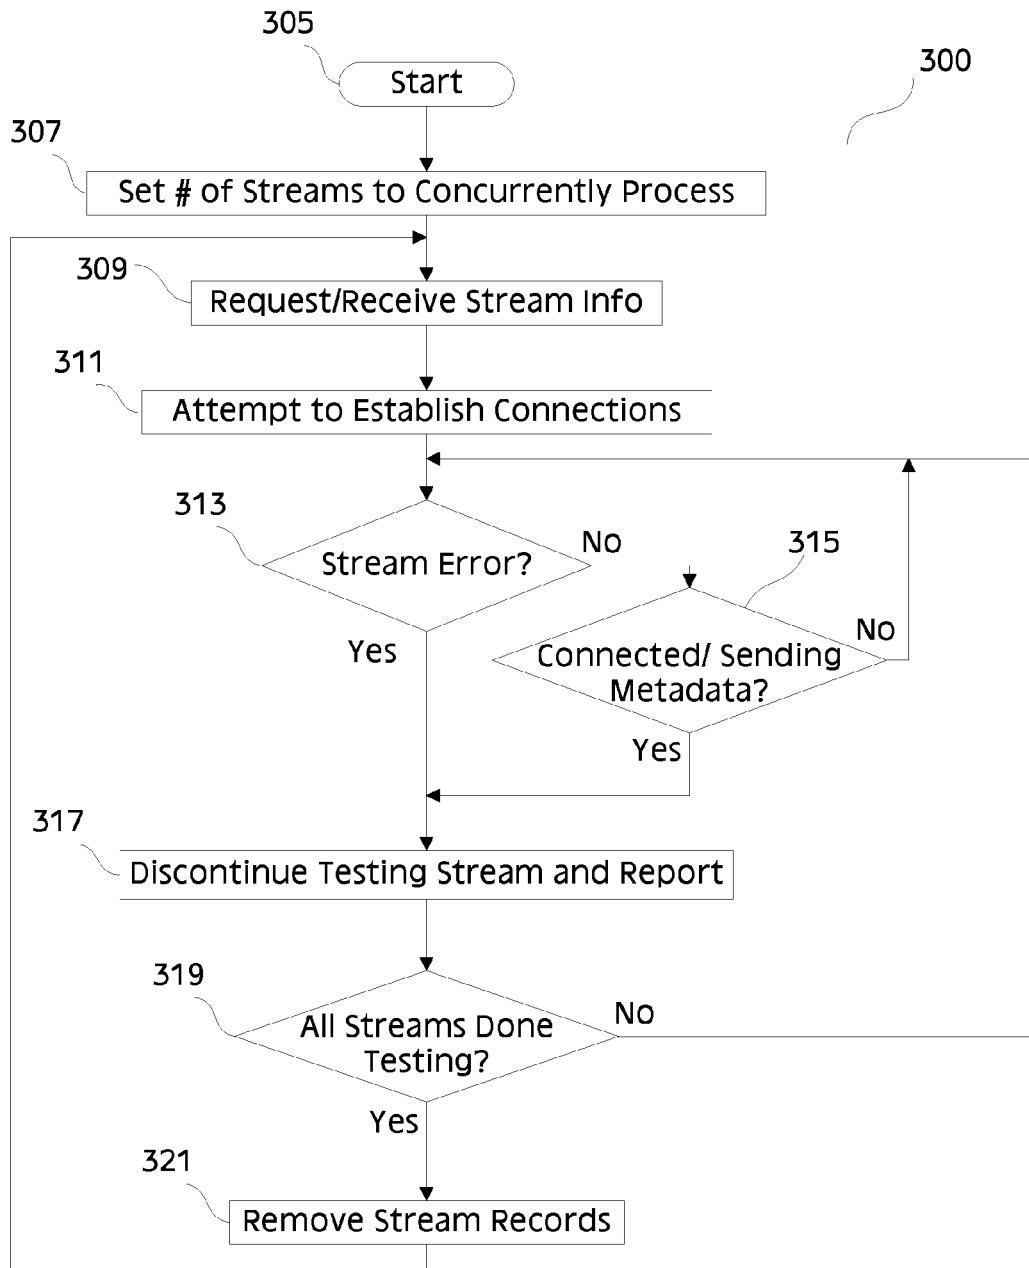 305
Start
300
307
Set # of Streams to Concurrently Process
309
Request/Receive Stream Info
311
Attempt to Establish Connections
313
Stream Error?
No
315
Connected/ Sending
Metadata?
No
Yes
Yes
317
Discontinue Testing Stream and Report
319
All Streams Done
Testing?
No
Yes
321
Remove Stream Records